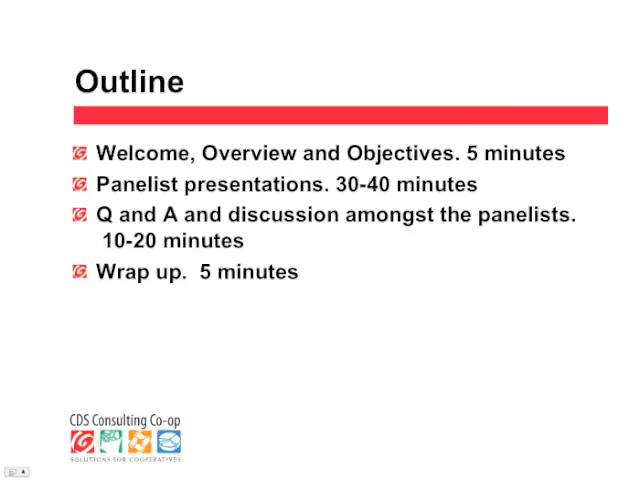 Outline
Welcome, Overview and Objectives. 5 minutes
Panelist presentations. 30-40 minutes
Q and A and discussion amongst the panelists.
10-20 minutes
Wrap up.  5 minutes
CDS Consulting Co-op
SOLUTIONS FOR COOPERATIVES